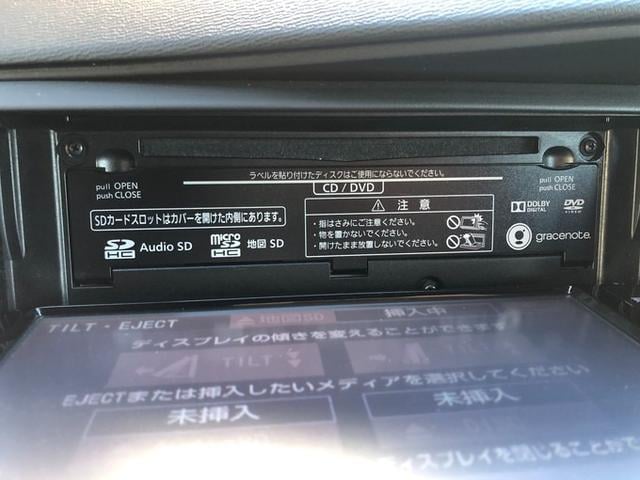 ラベルを貼り付けたディスクはご使用にならないでください。
pull OPEN
push CLOSE
CD / DVD
pull OPEN
push CLOSE
SDカードスロットはカバーを開けた内側にあります。
注意
・指はさみにご注意ください。
・物を置かないでください。
・開けたまま放置しないでください。
DOLBY
DIGITAL
DVD
VIDEO
SD
HC
Audio SD
micro
SD
HC
地図 SD
gracenote.
TILT・EJECT
地図SD
挿入中
ディスプレイの傾きを変えることができます
TILT
EJECTまたは挿入したいメディアを選択してください
未挿入
未挿入
ディスプレイを閉じることができ